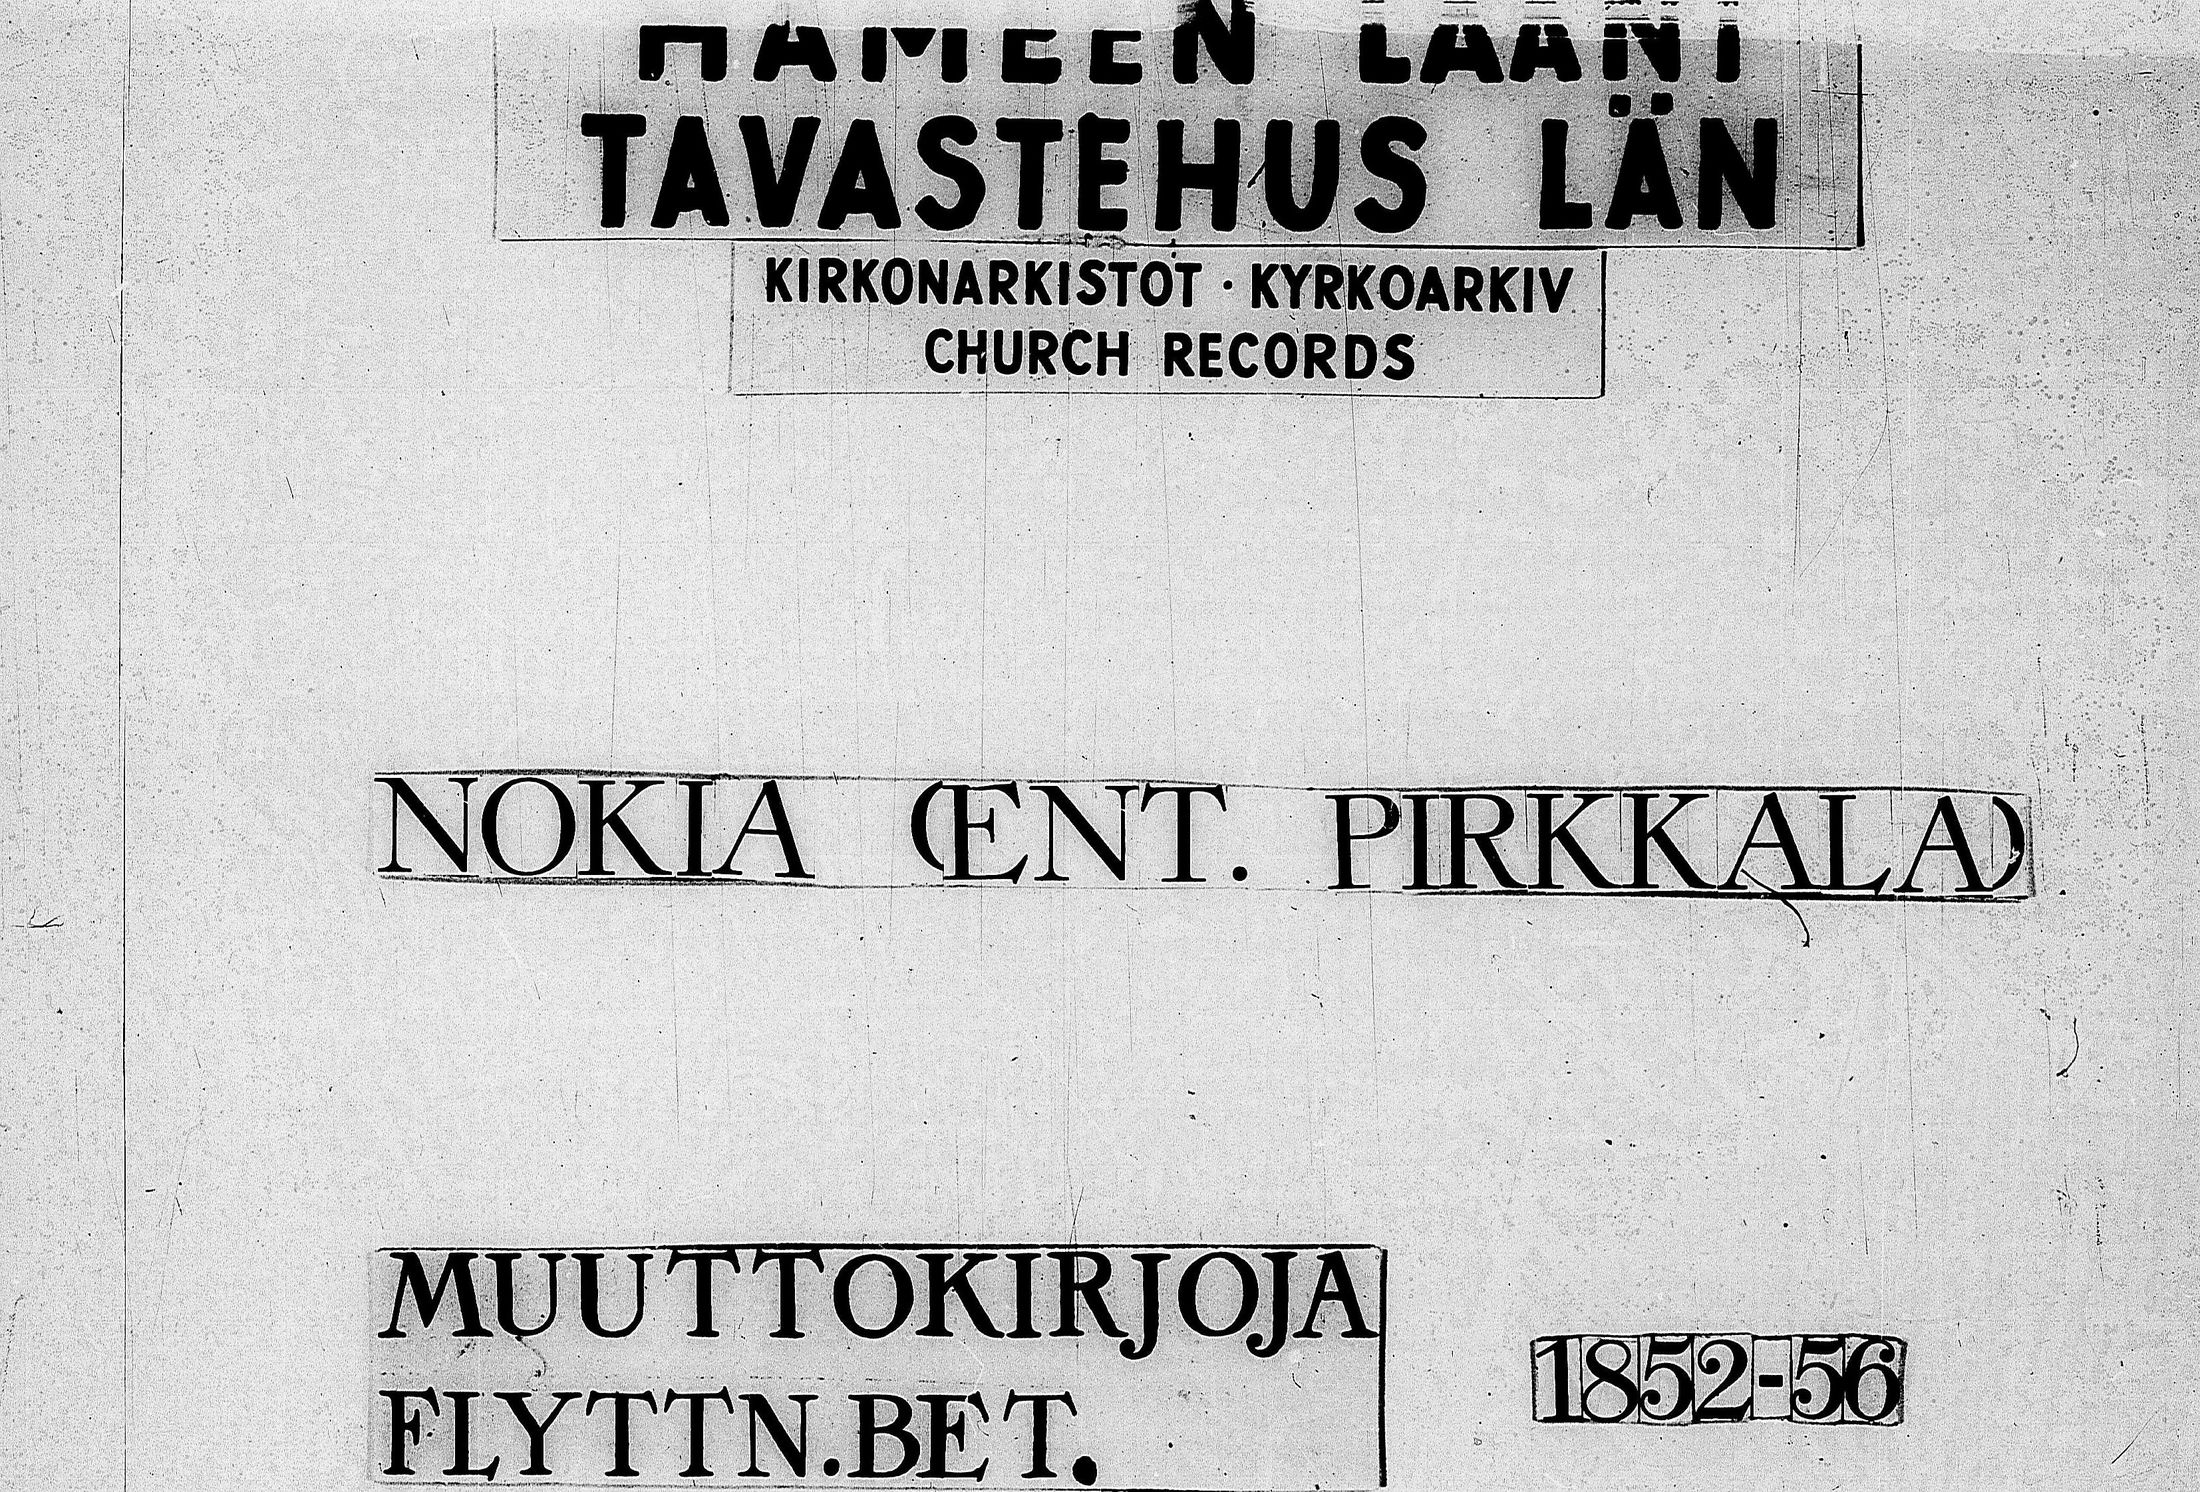 HÄMEEN LÄÄNI
TAVASTEHUS LÄN
KIRKONARKISTOT · KYRKOARKIV
CHURCH RECORDS
NOKIA (ENT. PIRKKALA)
MUUTTOKIRJOJA
FLYTTN.BET.
1852-56